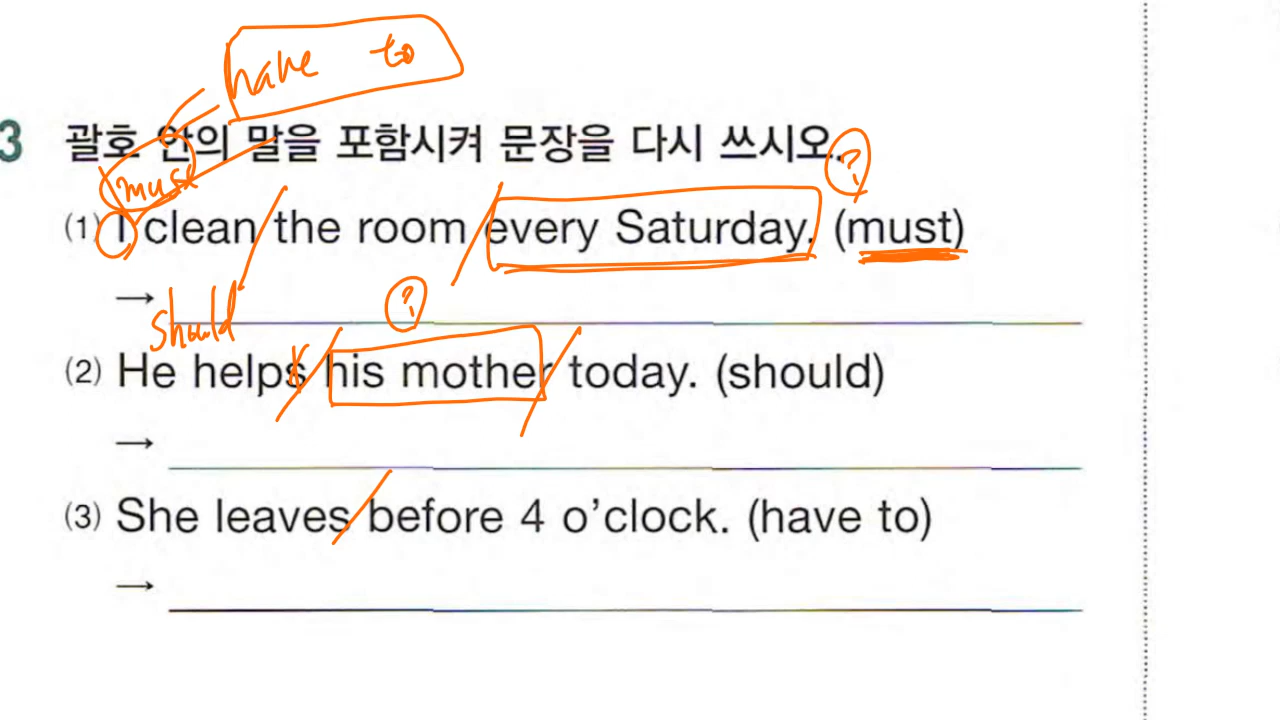 have to
3 괄호 안의 말을 포함시켜 문장을 다시 쓰시오.
must ?
(1) I clean the room every Saturday. (must)
→
should ?
(2) He helps his mother today. (should)
→
(3) She leaves before 4 o'clock. (have to)
→